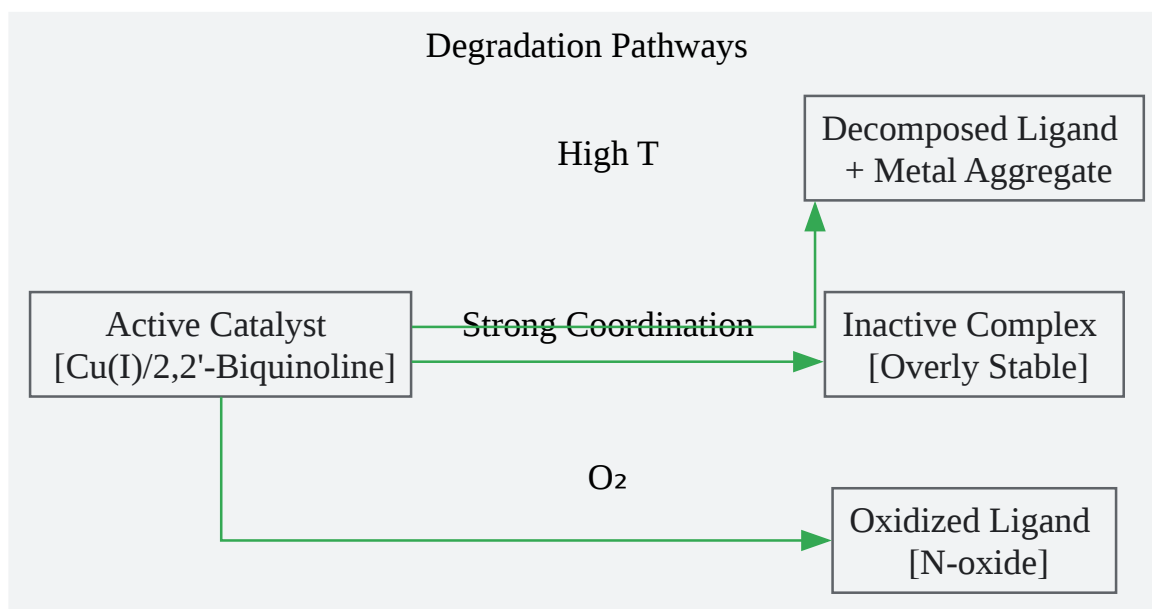 Degradation Pathways
High T
Decomposed Ligand
+ Metal Aggregate
Active Catalyst
[Cu(I)/2,2'-Biquinoline]
Strong Coordination
Inactive Complex
[Overly Stable]
O₂
Oxidized Ligand
[N-oxide]